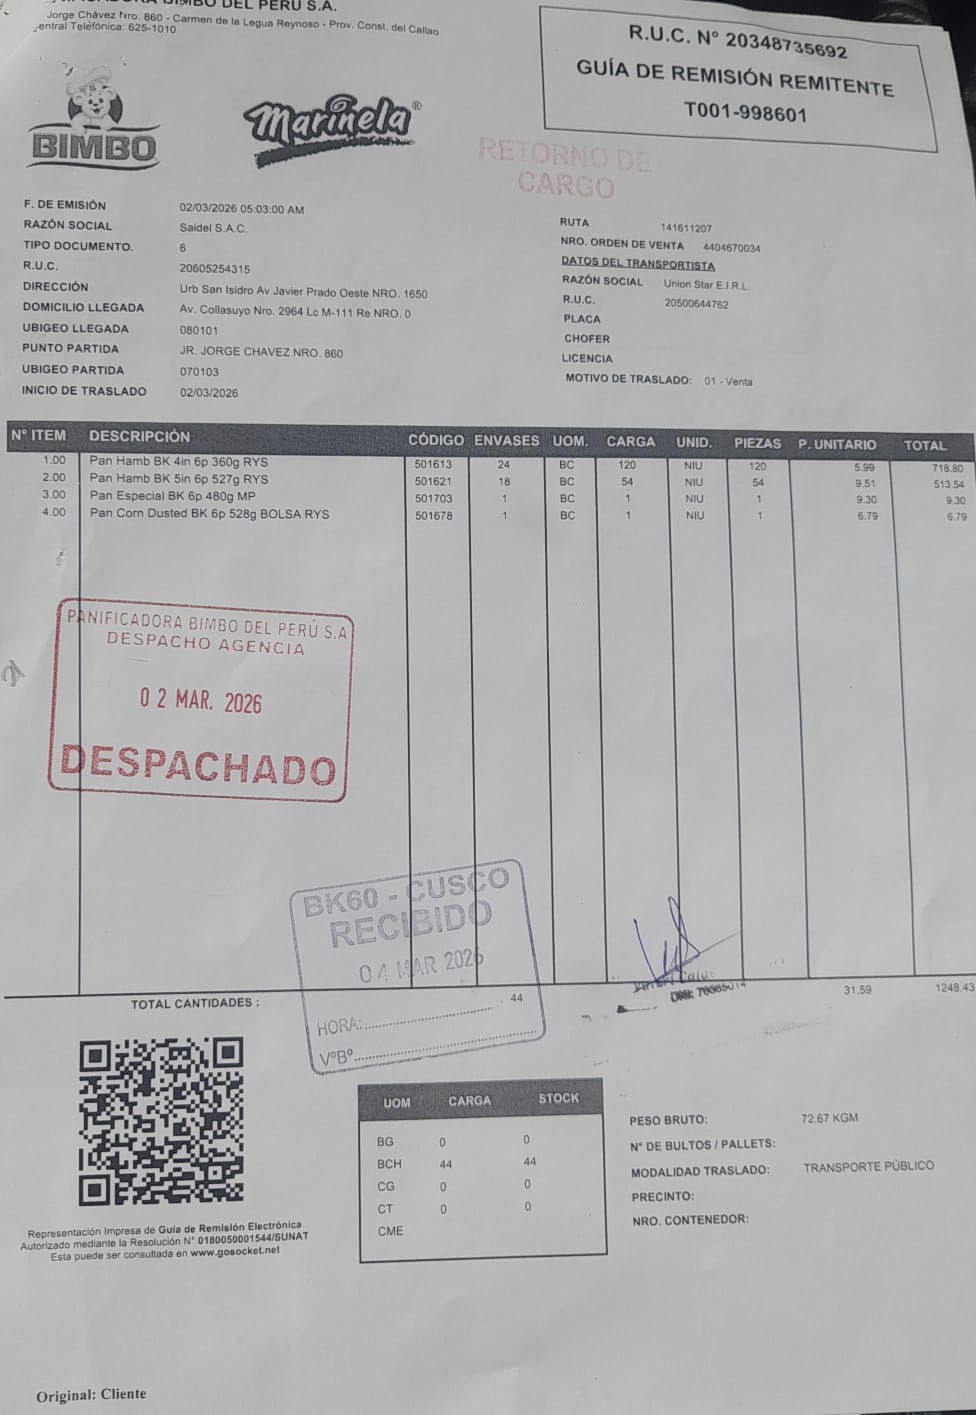 BIMBO DEL PERÚ S.A.
Jorge Chávez Nro. 860 - Carmen de la Legua Reynoso - Prov. Const. del Callao
Central Telefónica: 625-1010
R.U.C. N° 20348735692
GUÍA DE REMISIÓN REMITENTE
T001-998601
BIMBO
Marinela®
RETORNO DE
CARGO
F. DE EMISIÓN 02/03/2026 05:03:00 AM
RAZÓN SOCIAL Saidel S.A.C.
TIPO DOCUMENTO. 6
R.U.C. 20605254315
DIRECCIÓN Urb San Isidro Av Javier Prado Oeste NRO. 1650
DOMICILIO LLEGADA Av. Collasuyo Nro. 2964 Lc M-111 Re NRO. 0
UBIGEO LLEGADA 080101
PUNTO PARTIDA JR. JORGE CHAVEZ NRO. 860
UBIGEO PARTIDA 070103
INICIO DE TRASLADO 02/03/2026
RUTA 141611207
NRO. ORDEN DE VENTA 4404670034
DATOS DEL TRANSPORTISTA
RAZÓN SOCIAL Union Star E.I.R.L.
R.U.C. 20500644762
PLACA
CHOFER
LICENCIA
MOTIVO DE TRASLADO: 01 - Venta
N° ITEM DESCRIPCIÓN CÓDIGO ENVASES UOM. CARGA UNID. PIEZAS P. UNITARIO TOTAL
1.00 Pan Hamb BK 4in 6p 360g RYS 501613 24 BC 120 NIU 120 5.99 718.80
2.00 Pan Hamb BK 5in 6p 527g RYS 501621 18 BC 54 NIU 54 9.51 513.54
3.00 Pan Especial BK 6p 480g MP 501703 1 BC 1 NIU 1 9.30 9.30
4.00 Pan Corn Dusted BK 6p 528g BOLSA RYS 501678 1 BC 1 NIU 1 6.79 6.79
PANIFICADORA BIMBO DEL PERÚ S.A
DESPACHO AGENCIA
02 MAR. 2026
DESPACHADO
BK60 - CUSCO
RECIBIDO
04 MAR 2026
HORA:
V°B°
DNI:
TOTAL CANTIDADES : 44 31.59 1248.43
UOM CARGA STOCK
BG 0 0
BCH 44 44
CG 0 0
CT 0 0
CME
PESO BRUTO: 72.67 KGM
N° DE BULTOS / PALLETS:
MODALIDAD TRASLADO: TRANSPORTE PÚBLICO
PRECINTO:
NRO. CONTENEDOR:
Representación Impresa de Guía de Remisión Electrónica
Autorizado mediante la Resolución N° 0180050001544/SUNAT
Esta puede ser consultada en www.gosocket.net
Original: Cliente